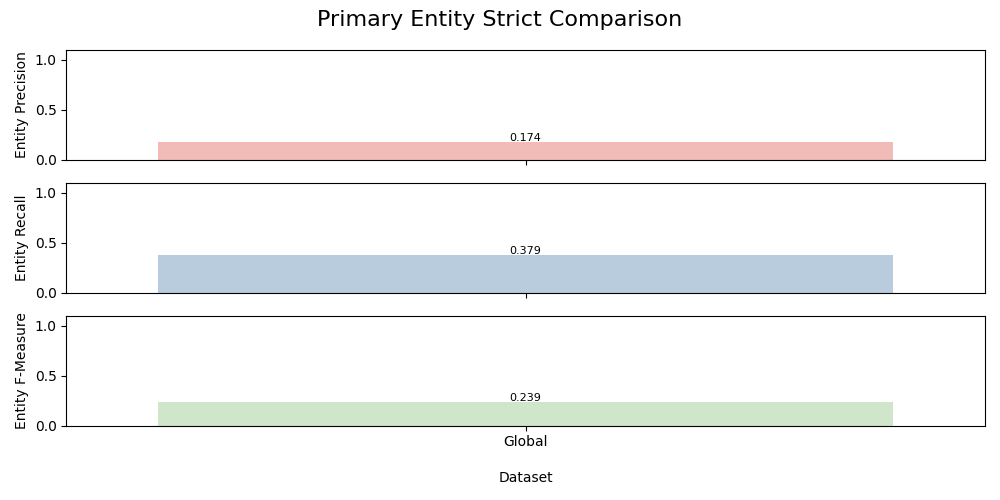 Primary Entity Strict Comparison
Entity Precision
1.0
0.5
0.0
0.174
Entity Recall
1.0
0.5
0.0
0.379
Entity F-Measure
1.0
0.5
0.0
0.239
Global
Dataset